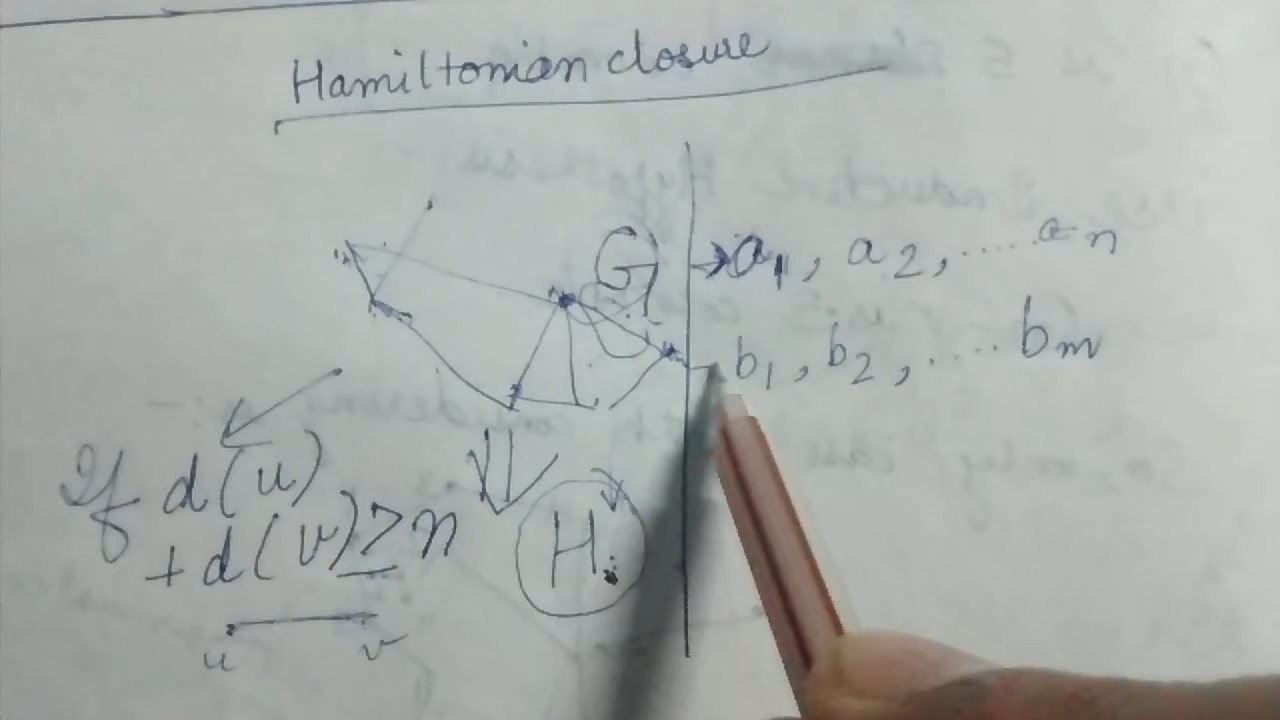 Hamiltonian closure
G
a1, a2, .....an
b1, b2, .....bm
If d(u)
+d(v)≥n
H
u v